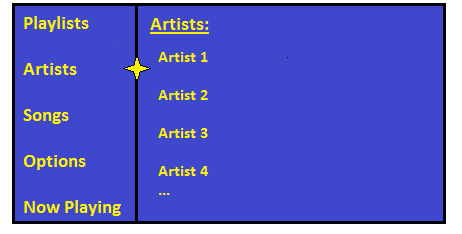 Playlists
Artists
Songs
Options
Now Playing
Artists:
Artist 1
Artist 2
Artist 3
Artist 4
...